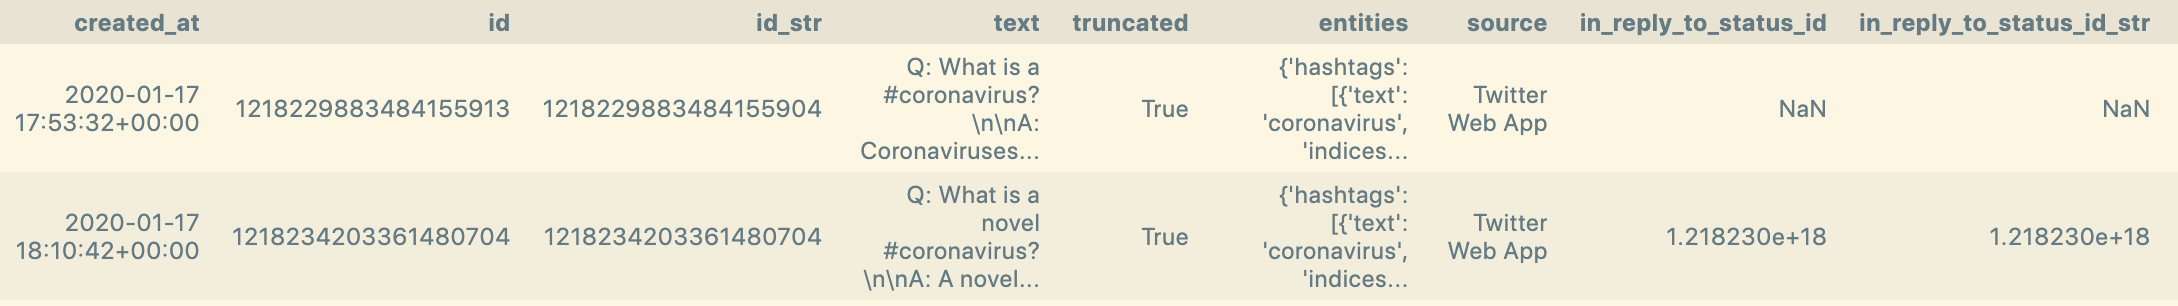 created_at id id_str text truncated entities source in_reply_to_status_id in_reply_to_status_id_str
2020-01-17
17:53:32+00:00
1218229883484155913
1218229883484155904
Q: What is a
#coronavirus?
\n\nA:
Coronaviruses...
True
{'hashtags':
[{'text':
'coronavirus',
'indices...
Twitter
Web App
NaN
NaN
2020-01-17
18:10:42+00:00
1218234203361480704
1218234203361480704
Q: What is a
novel
#coronavirus?
\n\nA: A novel...
True
{'hashtags':
[{'text':
'coronavirus',
'indices...
Twitter
Web App
1.218230e+18
1.218230e+18